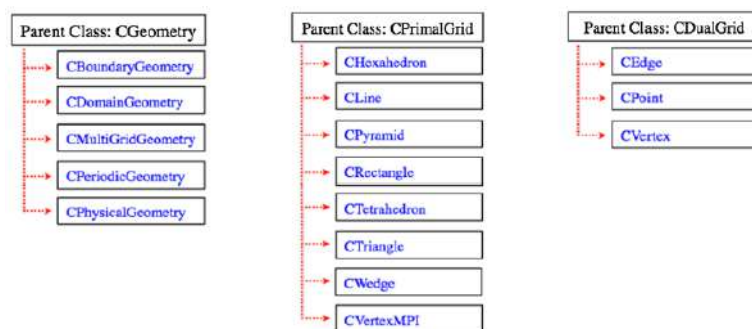 Parent Class: CGeometry
CBoundaryGeometry
CDomainGeometry
CMultiGridGeometry
CPeriodicGeometry
CPhysicalGeometry
Parent Class: CPrimalGrid
CHexahedron
CLine
CPyramid
CRectangle
CTetrahedron
CTriangle
CWedge
CVertexMPI
Parent Class: CDualGrid
CEdge
CPoint
CVertex